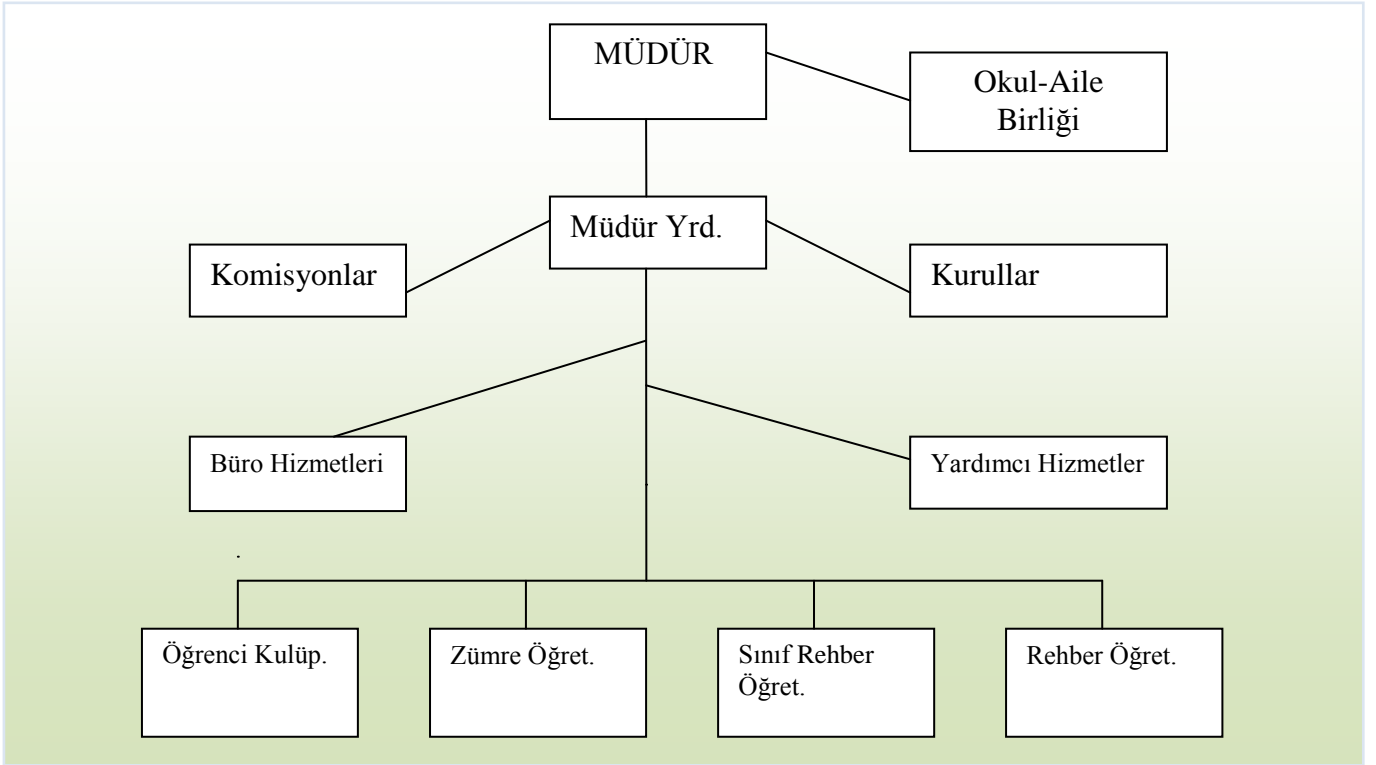 MÜDÜR
Okul-Aile
Birliği
Müdür Yrd.
Komisyonlar
Kurullar
Büro Hizmetleri
Yardımcı Hizmetler
Öğrenci Kulüp.
Zümre Öğret.
Sınıf Rehber
Öğret.
Rehber Öğret.